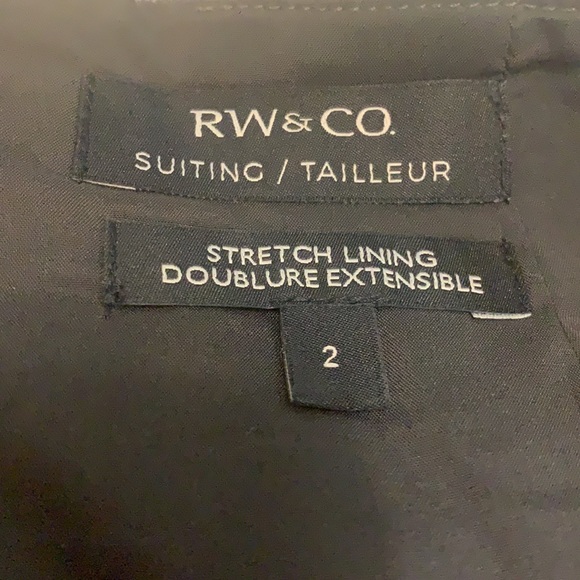 RW&CO.
SUITING / TAILLEUR
STRETCH LINING
DOUBLURE EXTENSIBLE
2